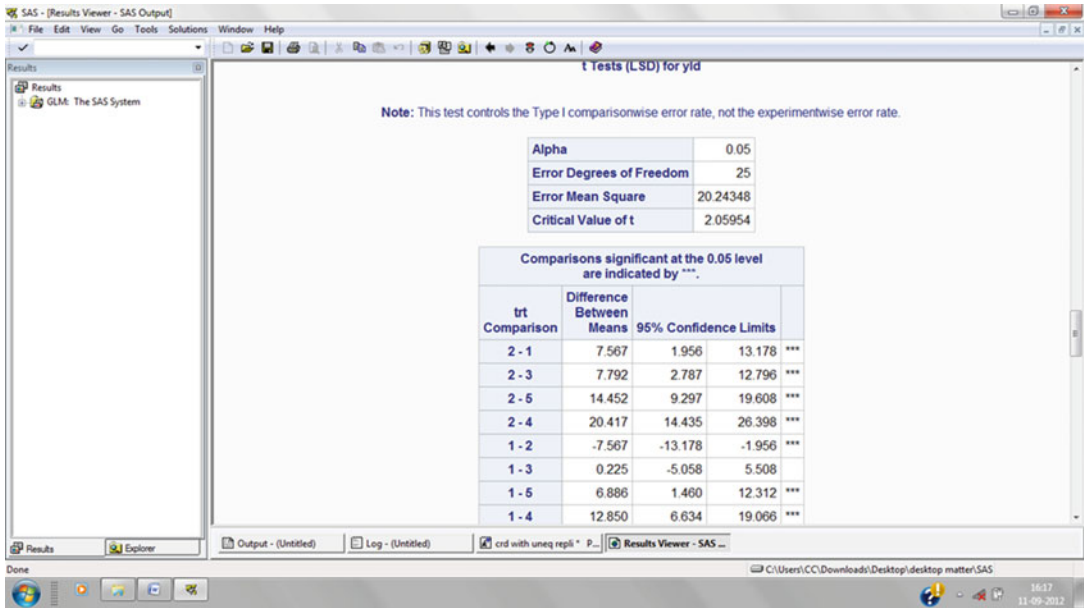 SAS - [Results Viewer - SAS Output]
File Edit View Go Tools Solutions Window Help
Results
Results
GLM: The SAS System
t Tests (LSD) for yld
Note: This test controls the Type I comparisonwise error rate, not the experimentwise error rate.
Alpha 0.05
Error Degrees of Freedom 25
Error Mean Square 20.24348
Critical Value of t 2.05954
Comparisons significant at the 0.05 level
are indicated by ***.
trt Comparison Difference Between Means 95% Confidence Limits
2 - 1 7.567 1.956 13.178 ***
2 - 3 7.792 2.787 12.796 ***
2 - 5 14.452 9.297 19.608 ***
2 - 4 20.417 14.435 26.398 ***
1 - 2 -7.567 -13.178 -1.956 ***
1 - 3 0.225 -5.058 5.508
1 - 5 6.886 1.460 12.312 ***
1 - 4 12.850 6.634 19.066 ***
Results Explorer
Output - (Untitled) Log - (Untitled) crd with uneq repli * P... Results Viewer - SAS ...
Done C:\Users\CC\Downloads\Desktop\desktop matter\SAS
16:17
11-09-2012